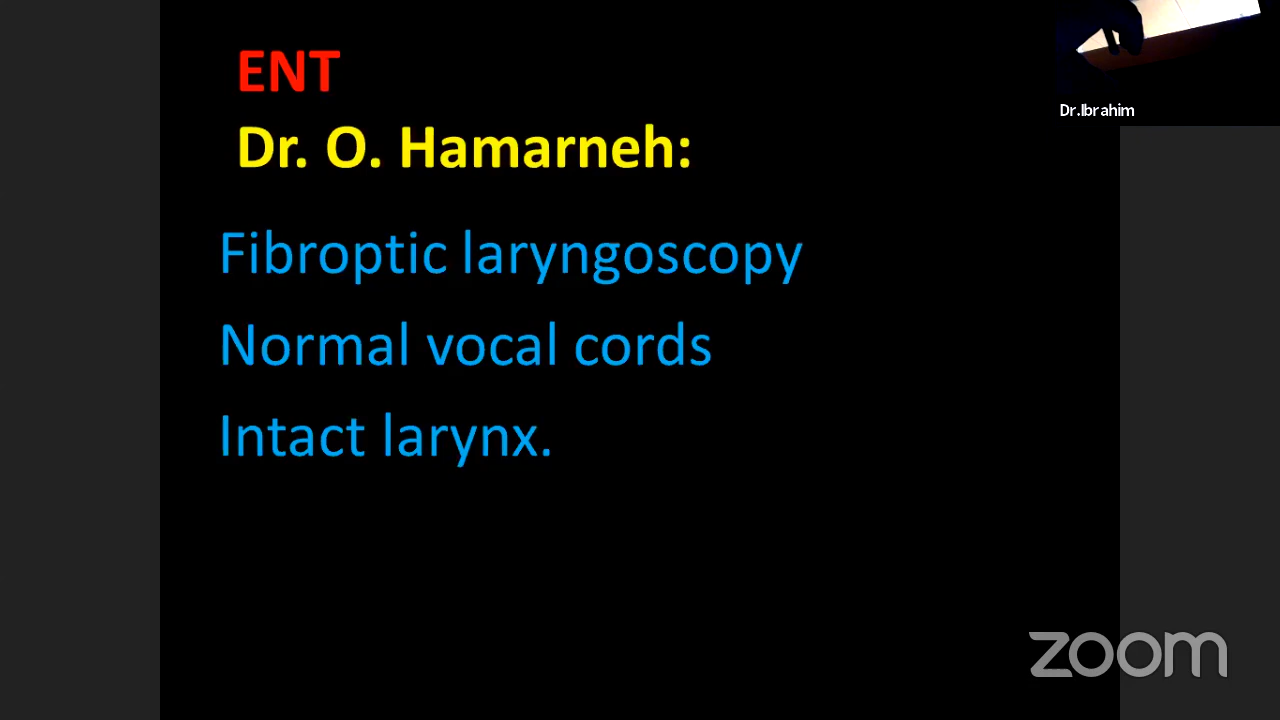 ENT
Dr. O. Hamarneh:
Fibroptic laryngoscopy
Normal vocal cords
Intact larynx.
Dr.Ibrahim
zoom